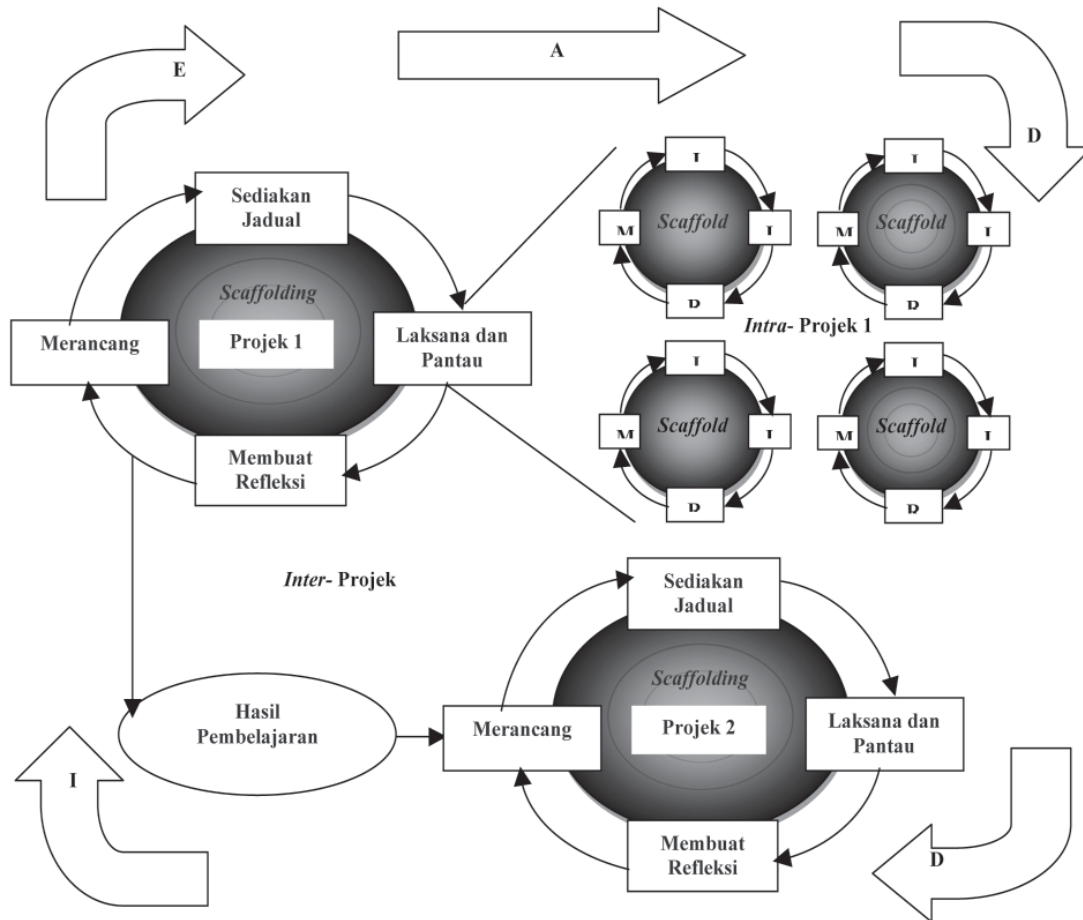 E
A
D
Sediakan
Jadual
Scaffolding
Projek 1
Merancang
Laksana dan
Pantau
Membuat
Refleksi
Scaffold
M
Scaffold
M
Intra- Projek 1
Scaffold
M
Scaffold
M
Inter- Projek
Sediakan
Jadual
Scaffolding
Projek 2
Merancang
Laksana dan
Pantau
Membuat
Refleksi
Hasil
Pembelajaran
I
D